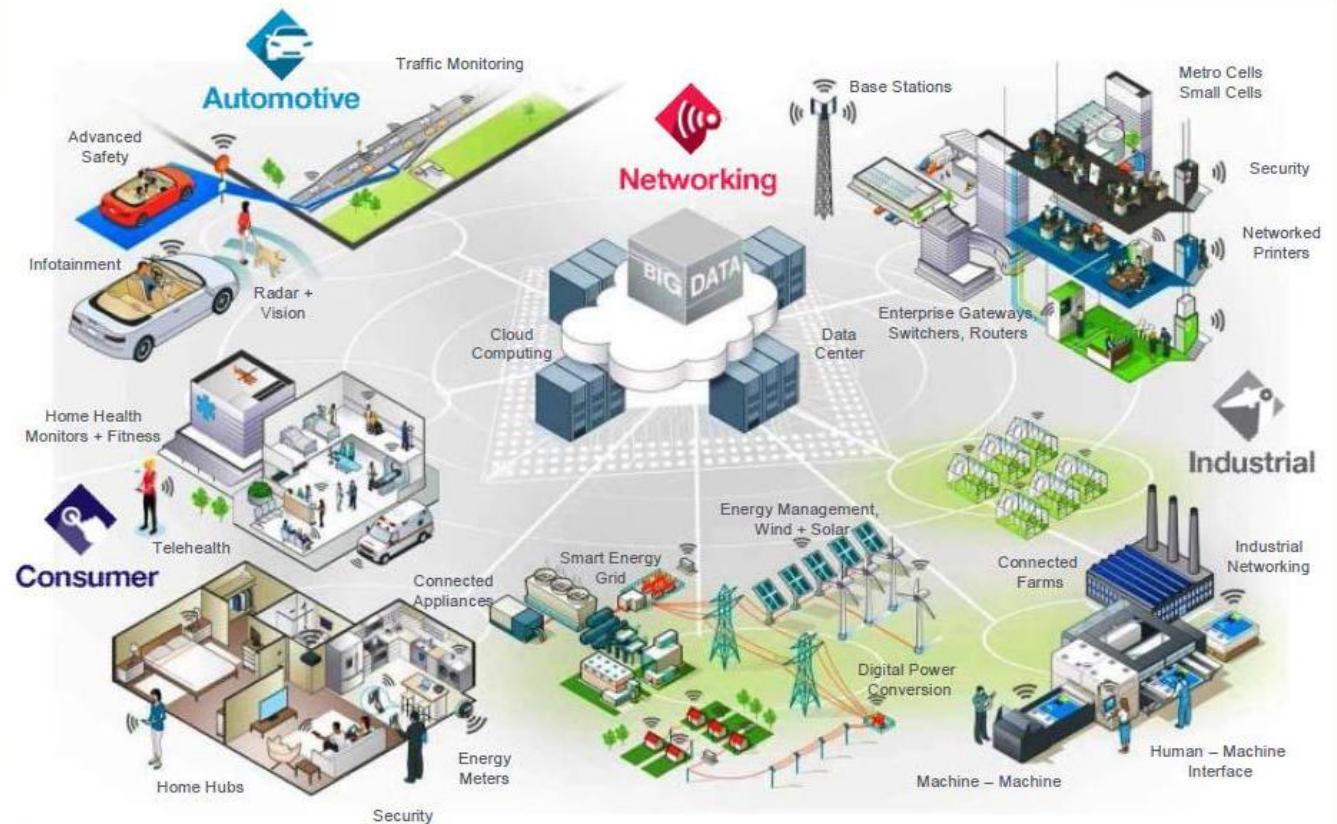 Automotive
Traffic Monitoring
Advanced
Safety
Infotainment
Radar +
Vision
Networking
Base Stations
Metro Cells
Small Cells
Security
Networked
Printers
Enterprise Gateways,
Switchers, Routers
BIG DATA
Cloud
Computing
Data
Center
Home Health
Monitors + Fitness
Telehealth
Consumer
Industrial
Energy Management,
Wind + Solar
Smart Energy
Grid
Connected
Appliances
Connected
Farms
Industrial
Networking
Digital Power
Conversion
Energy
Meters
Home Hubs
Security
Machine – Machine
Human – Machine
Interface